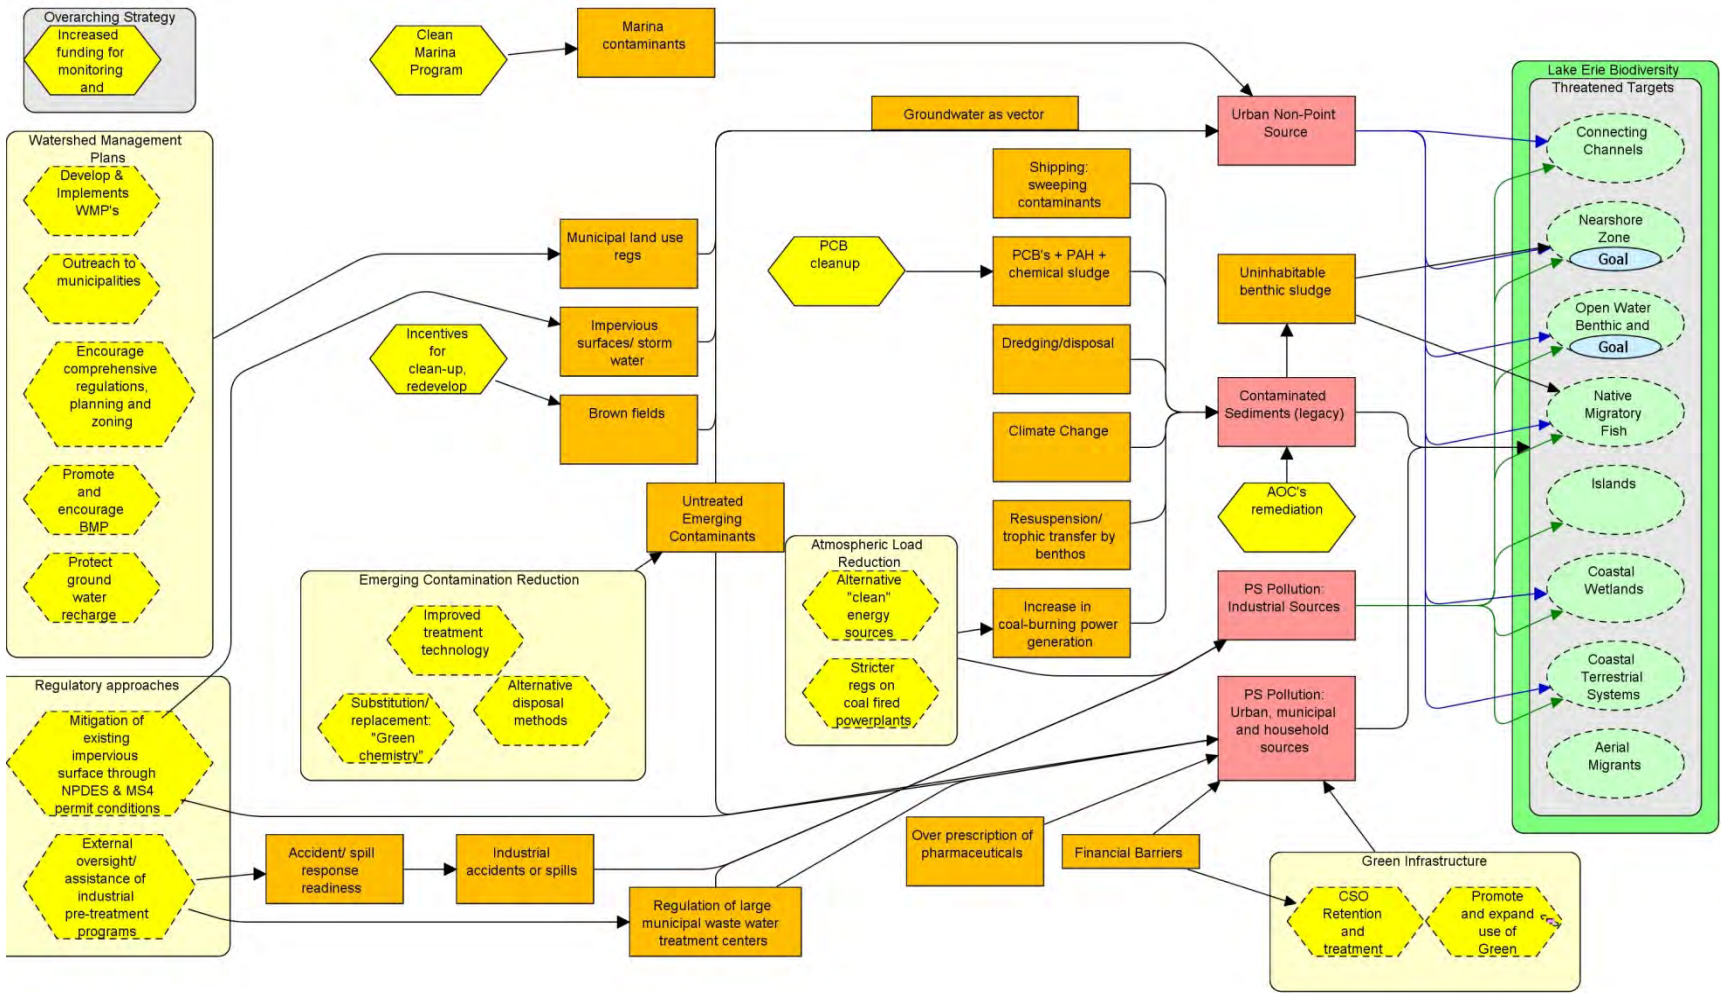 Overarching Strategy
Increased
funding for
monitoring and
Clean
Marina
Program
Marina
contaminants
Lake Erie Biodiversity
Threatened Targets
Watershed Management
Plans
Develop &
Implements
WMP's
Outreach to
municipalities
Encourage
comprehensive
regulations,
planning and
zoning
Promote
and
encourage
BMP
Protect
ground
water
recharge
Groundwater as vector
Urban Non-Point
Source
Connecting
Channels
Shipping:
sweeping
contaminants
Municipal land use
regs
PCB
cleanup
PCB's + PAH +
chemical sludge
Uninhabitable
benthic sludge
Nearshore
Zone
Goal
Incentives
for
clean-up,
redevelop
Impervious
surfaces/ storm
water
Dredging/disposal
Open Water
Benthic and
Goal
Brown fields
Climate Change
Contaminated
Sediments (legacy)
Native
Migratory
Fish
Untreated
Emerging
Contaminants
Resuspension/
trophic transfer by
benthos
AOC's
remediation
Islands
Emerging Contamination Reduction
Improved
treatment
technology
Substitution/
replacement:
"Green
chemistry"
Alternative
disposal
methods
Atmospheric Load
Reduction
Alternative
"clean"
energy
sources
Stricter
regs on
coal fired
powerplants
Increase in
coal-burning power
generation
PS Pollution:
Industrial Sources
Coastal
Wetlands
PS Pollution:
Urban, municipal
and household
sources
Coastal
Terrestrial
Systems
Aerial
Migrants
Regulatory approaches
Mitigation of
existing
impervious
surface through
NPDES & MS4
permit conditions
External
oversight/
assistance of
industrial
pre-treatment
programs
Accident/ spill
response
readiness
Industrial
accidents or spills
Regulation of large
municipal waste water
treatment centers
Over prescription of
pharmaceuticals
Financial Barriers
Green Infrastructure
CSO
Retention
and
treatment
Promote
and expand
use of
Green